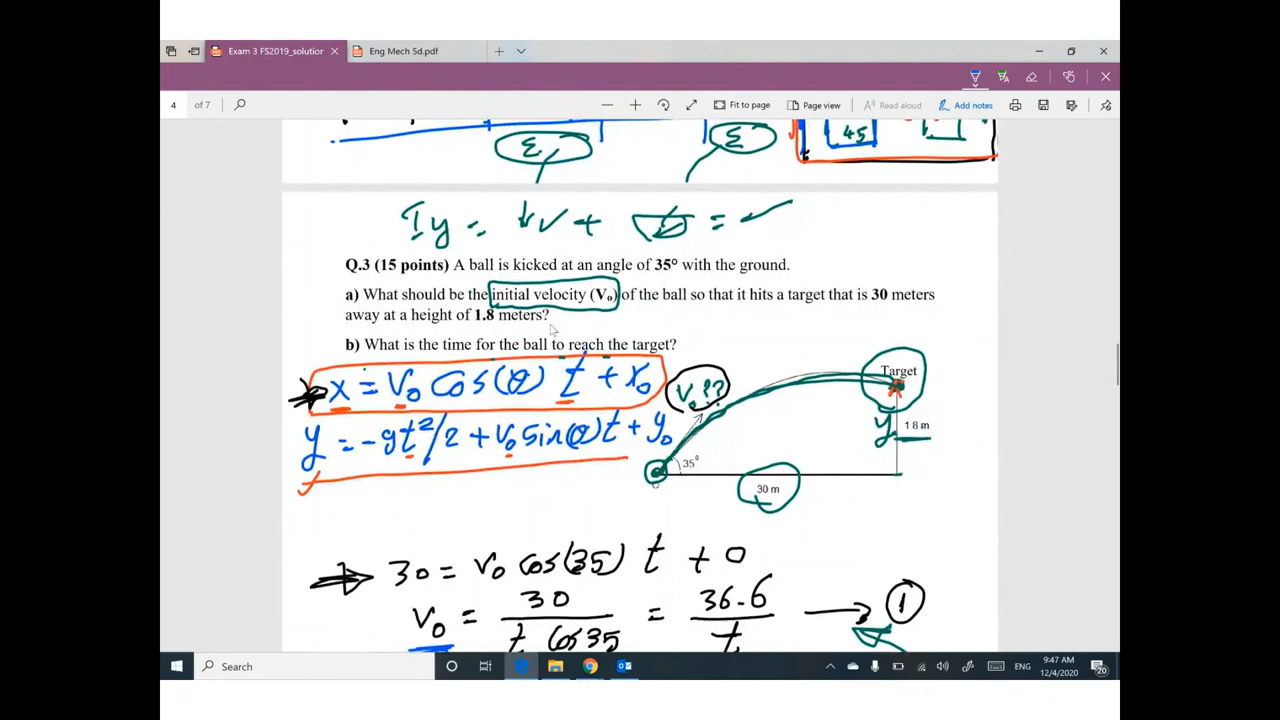 Exam 3 FS2019_solutior
Eng Mech 5d.pdf
4 of 7
Fit to page
Page view
Read aloud
Add notes
Σ
Σ
45
Iy = + =
Q.3 (15 points) A ball is kicked at an angle of 35° with the ground.
a) What should be the initial velocity (Vₒ) of the ball so that it hits a target that is 30 meters
away at a height of 1.8 meters?
b) What is the time for the ball to reach the target?
x = v₀ cos(θ) t + x₀
y = -gt²/2 + v₀ sin(θ)t + y₀
V₀??
Target
y
1 8 m
35⁰
30 m
30 = v₀ cos(35) t + 0
v₀ = 30 / t cos35 = 36.6 / t → ①
Search
ENG
9:47 AM
12/4/2020
20